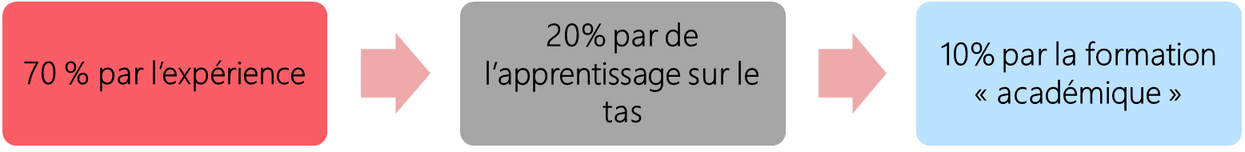 70 % par l’expérience
20% par de
l’apprentissage sur le
tas
10% par la formation
« académique »